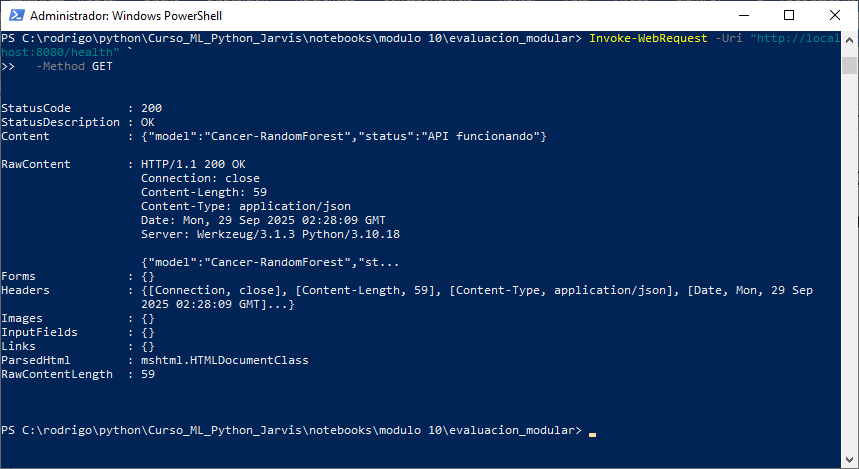 Administrador: Windows PowerShell
PS C:\rodrigo\python\Curso_ML_Python_Jarvis\notebooks\modulo 10\evaluacion_modular> Invoke-WebRequest -Uri "http://local
host:8080/health" `
>>   -Method GET
StatusCode        : 200
StatusDescription : OK
Content           : {"model":"Cancer-RandomForest","status":"API funcionando"}
RawContent        : HTTP/1.1 200 OK
                    Connection: close
                    Content-Length: 59
                    Content-Type: application/json
                    Date: Mon, 29 Sep 2025 02:28:09 GMT
                    Server: Werkzeug/3.1.3 Python/3.10.18
                    {"model":"Cancer-RandomForest","st...
Forms             : {}
Headers           : {[Connection, close], [Content-Length, 59], [Content-Type, application/json], [Date, Mon, 29 Sep
                    2025 02:28:09 GMT]...}
Images            : {}
InputFields       : {}
Links             : {}
ParsedHtml        : mshtml.HTMLDocumentClass
RawContentLength  : 59
PS C:\rodrigo\python\Curso_ML_Python_Jarvis\notebooks\modulo 10\evaluacion_modular>